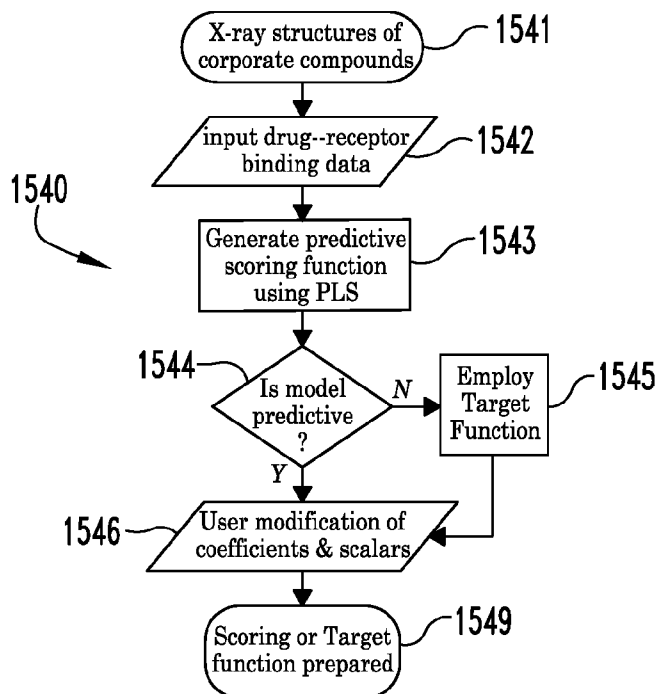 X-ray structures of
corporate compounds
1541
input drug--receptor
binding data
1542
1540
Generate predictive
scoring function
using PLS
1543
1544
Is model
predictive
?
N
Y
Employ
Target
Function
1545
1546
User modification of
coefficients & scalars
Scoring or Target
function prepared
1549